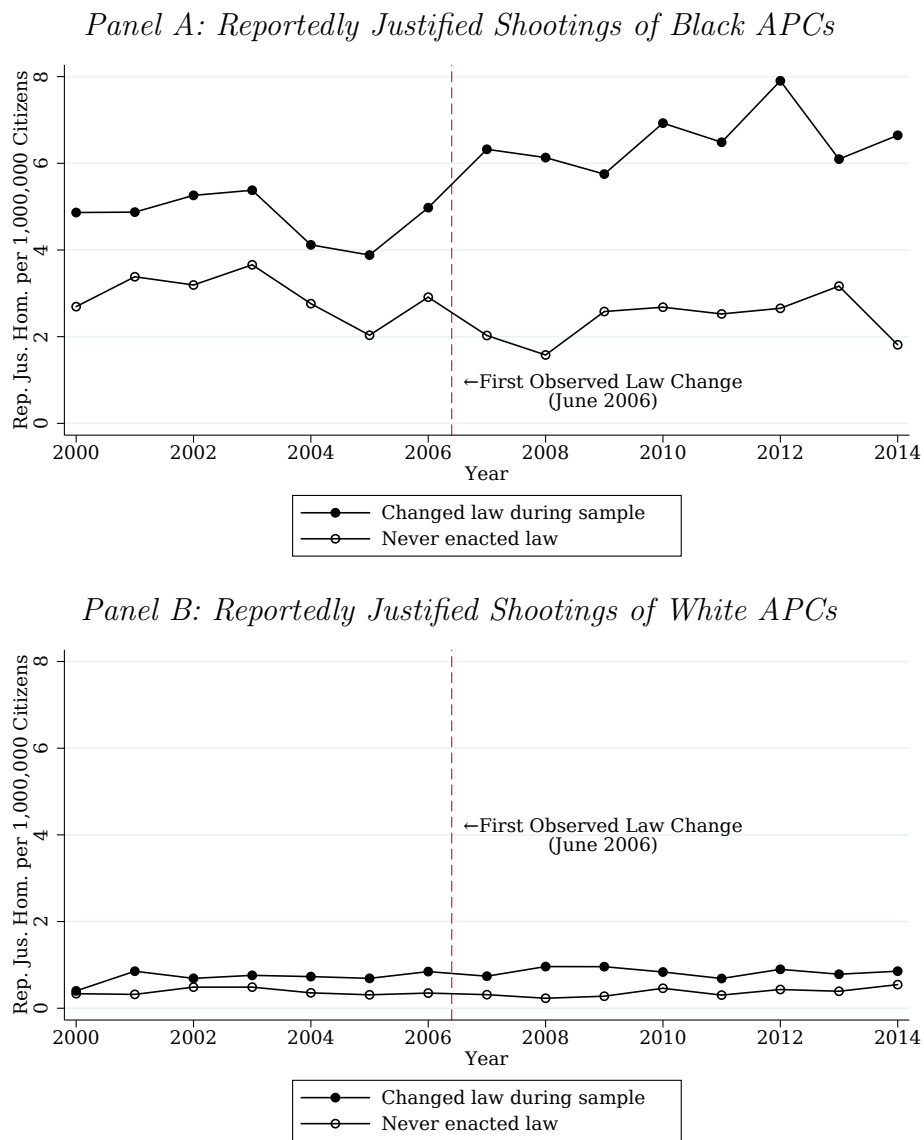 Panel A: Reportedly Justified Shootings of Black APCs
Rep. Jus. Hom. per 1,000,000 Citizens
8
6
4
2
0
←First Observed Law Change
(June 2006)
2000 2002 2004 2006 2008 2010 2012 2014
Year
Changed law during sample
Never enacted law
Panel B: Reportedly Justified Shootings of White APCs
Rep. Jus. Hom. per 1,000,000 Citizens
8
6
4
2
0
←First Observed Law Change
(June 2006)
2000 2002 2004 2006 2008 2010 2012 2014
Year
Changed law during sample
Never enacted law